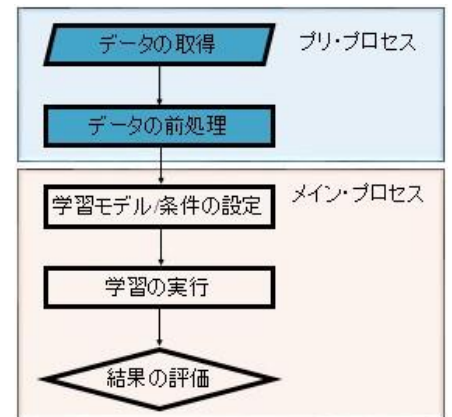 データの取得
プリ・プロセス
データの前処理
学習モデル/条件の設定
メイン・プロセス
学習の実行
結果の評価